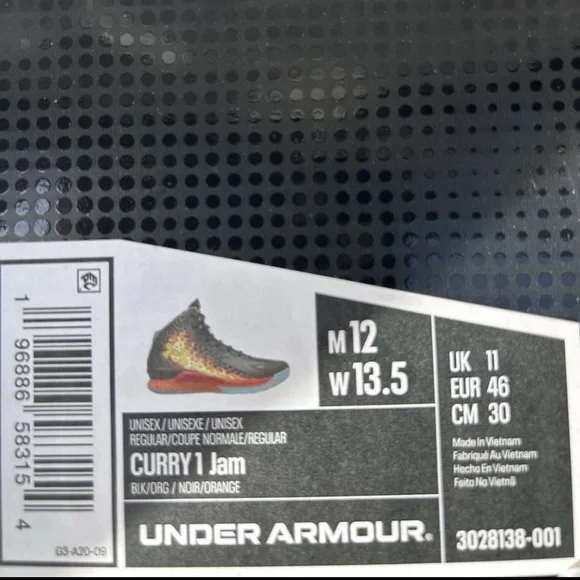 1 96886 58315 4
GS-A20-09
UNISEX / UNISEXE / UNISEX
REGULAR/COUPE NORMALE/REGULAR
CURRY 1 Jam
BLK/ORG / NOIR/ORANGE
M 12
W 13.5
UK 11
EUR 46
CM 30
Made In Vietnam
Fabriqué Au Vietnam
Hecho En Vietnam
Feito No Vietnã
UNDER ARMOUR®
3028138-001